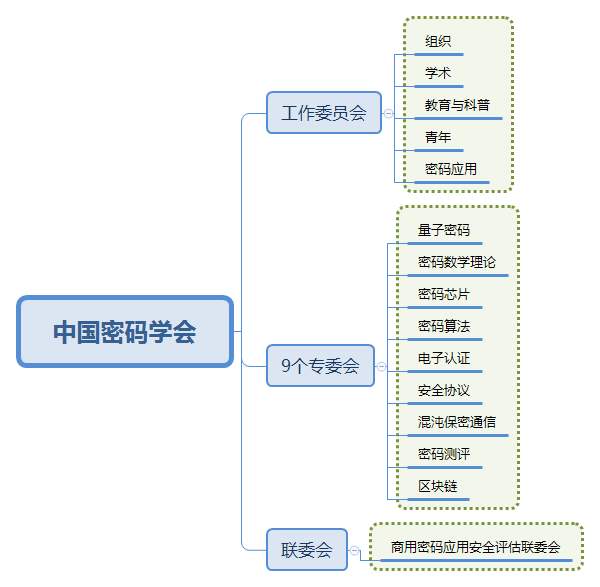 中国密码学会
工作委员会
组织
学术
教育与科普
青年
密码应用
9个专委会
量子密码
密码数学理论
密码芯片
密码算法
电子认证
安全协议
混沌保密通信
密码测评
区块链
联委会
商用密码应用安全评估联委会